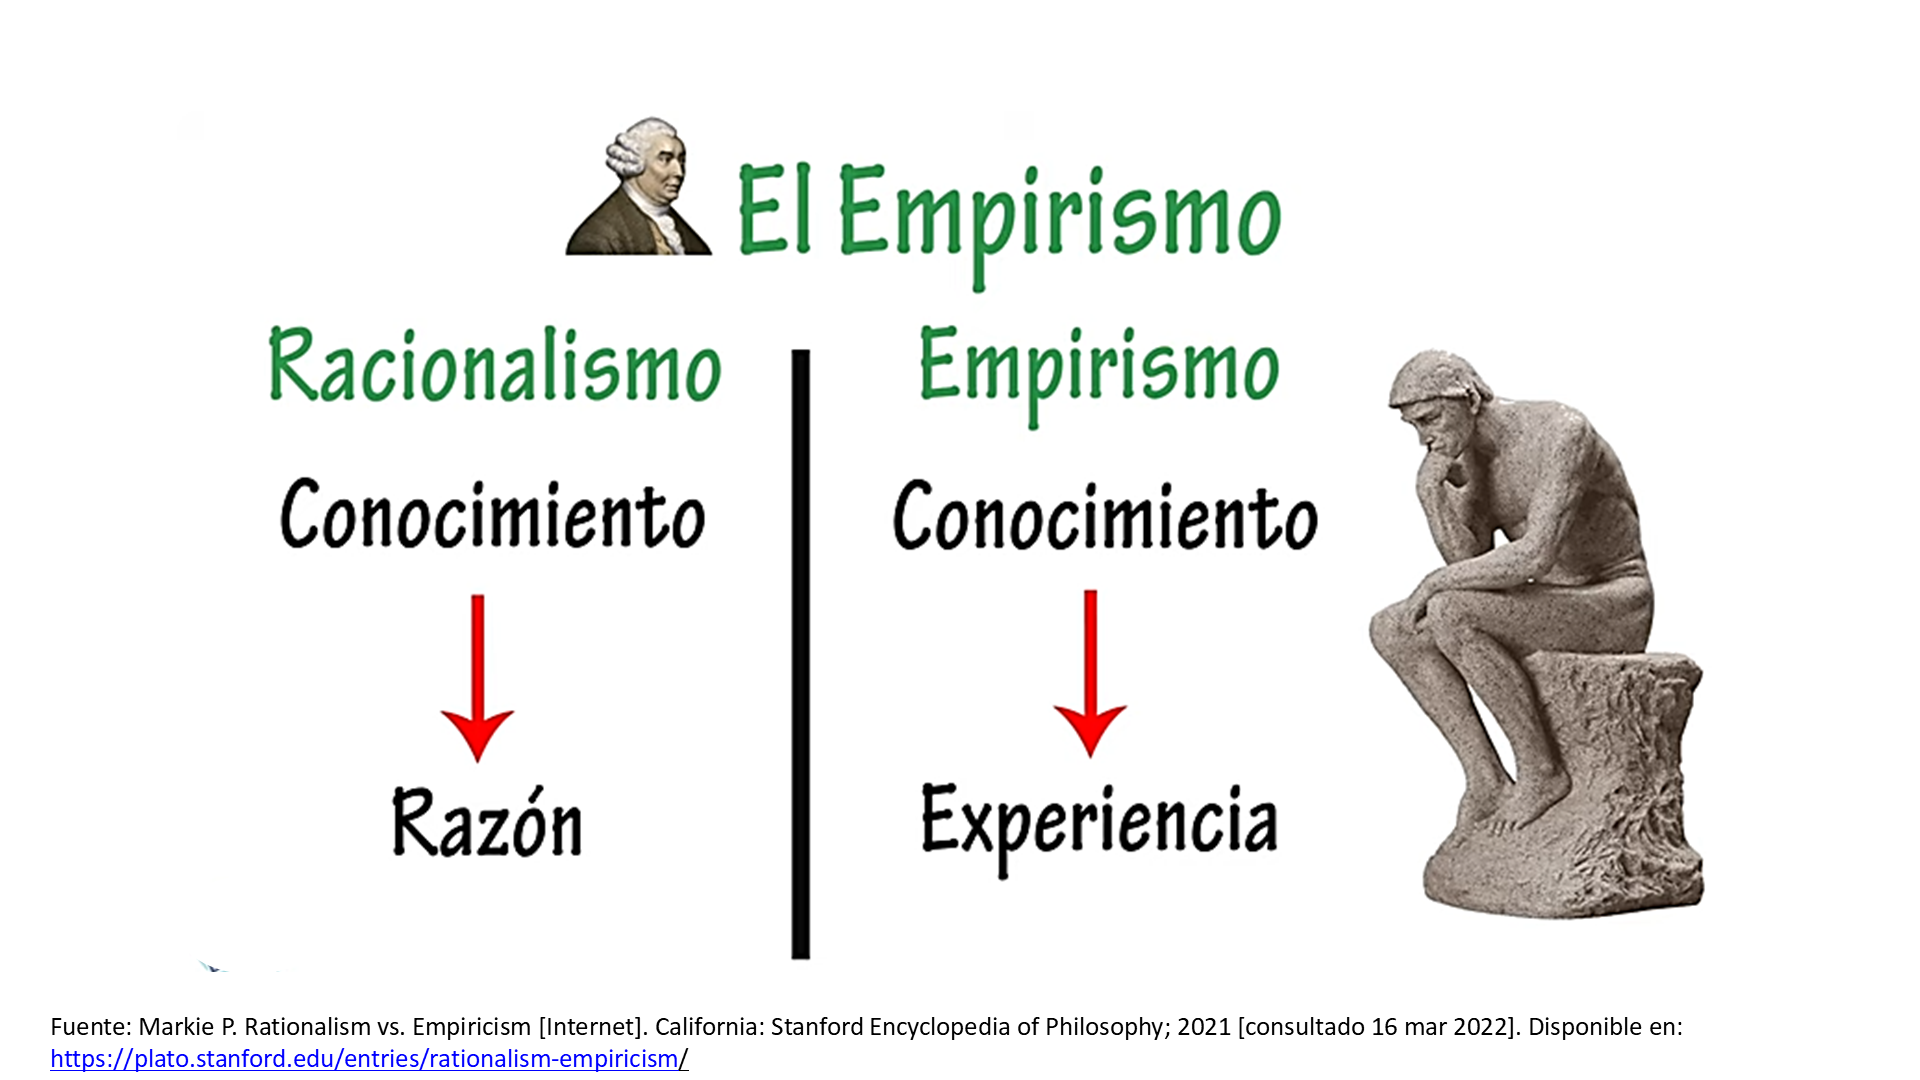 El Empirismo
Racionalismo
Empirismo
Conocimiento
Conocimiento
Razón
Experiencia
Fuente: Markie P. Rationalism vs. Empiricism [Internet]. California: Stanford Encyclopedia of Philosophy; 2021 [consultado 16 mar 2022]. Disponible en:
https://plato.stanford.edu/entries/rationalism-empiricism/